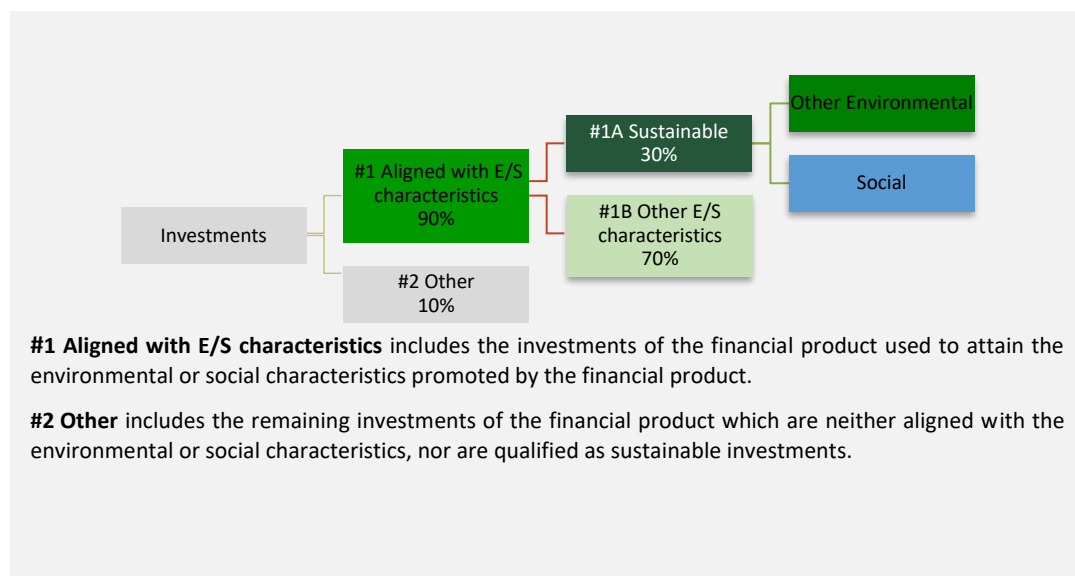 Other Environmental
#1A Sustainable
30%
#1 Aligned with E/S
characteristics
90%
Social
#1B Other E/S
characteristics
70%
Investments
#2 Other
10%
#1 Aligned with E/S characteristics includes the investments of the financial product used to attain the
environmental or social characteristics promoted by the financial product.
#2 Other includes the remaining investments of the financial product which are neither aligned with the
environmental or social characteristics, nor are qualified as sustainable investments.